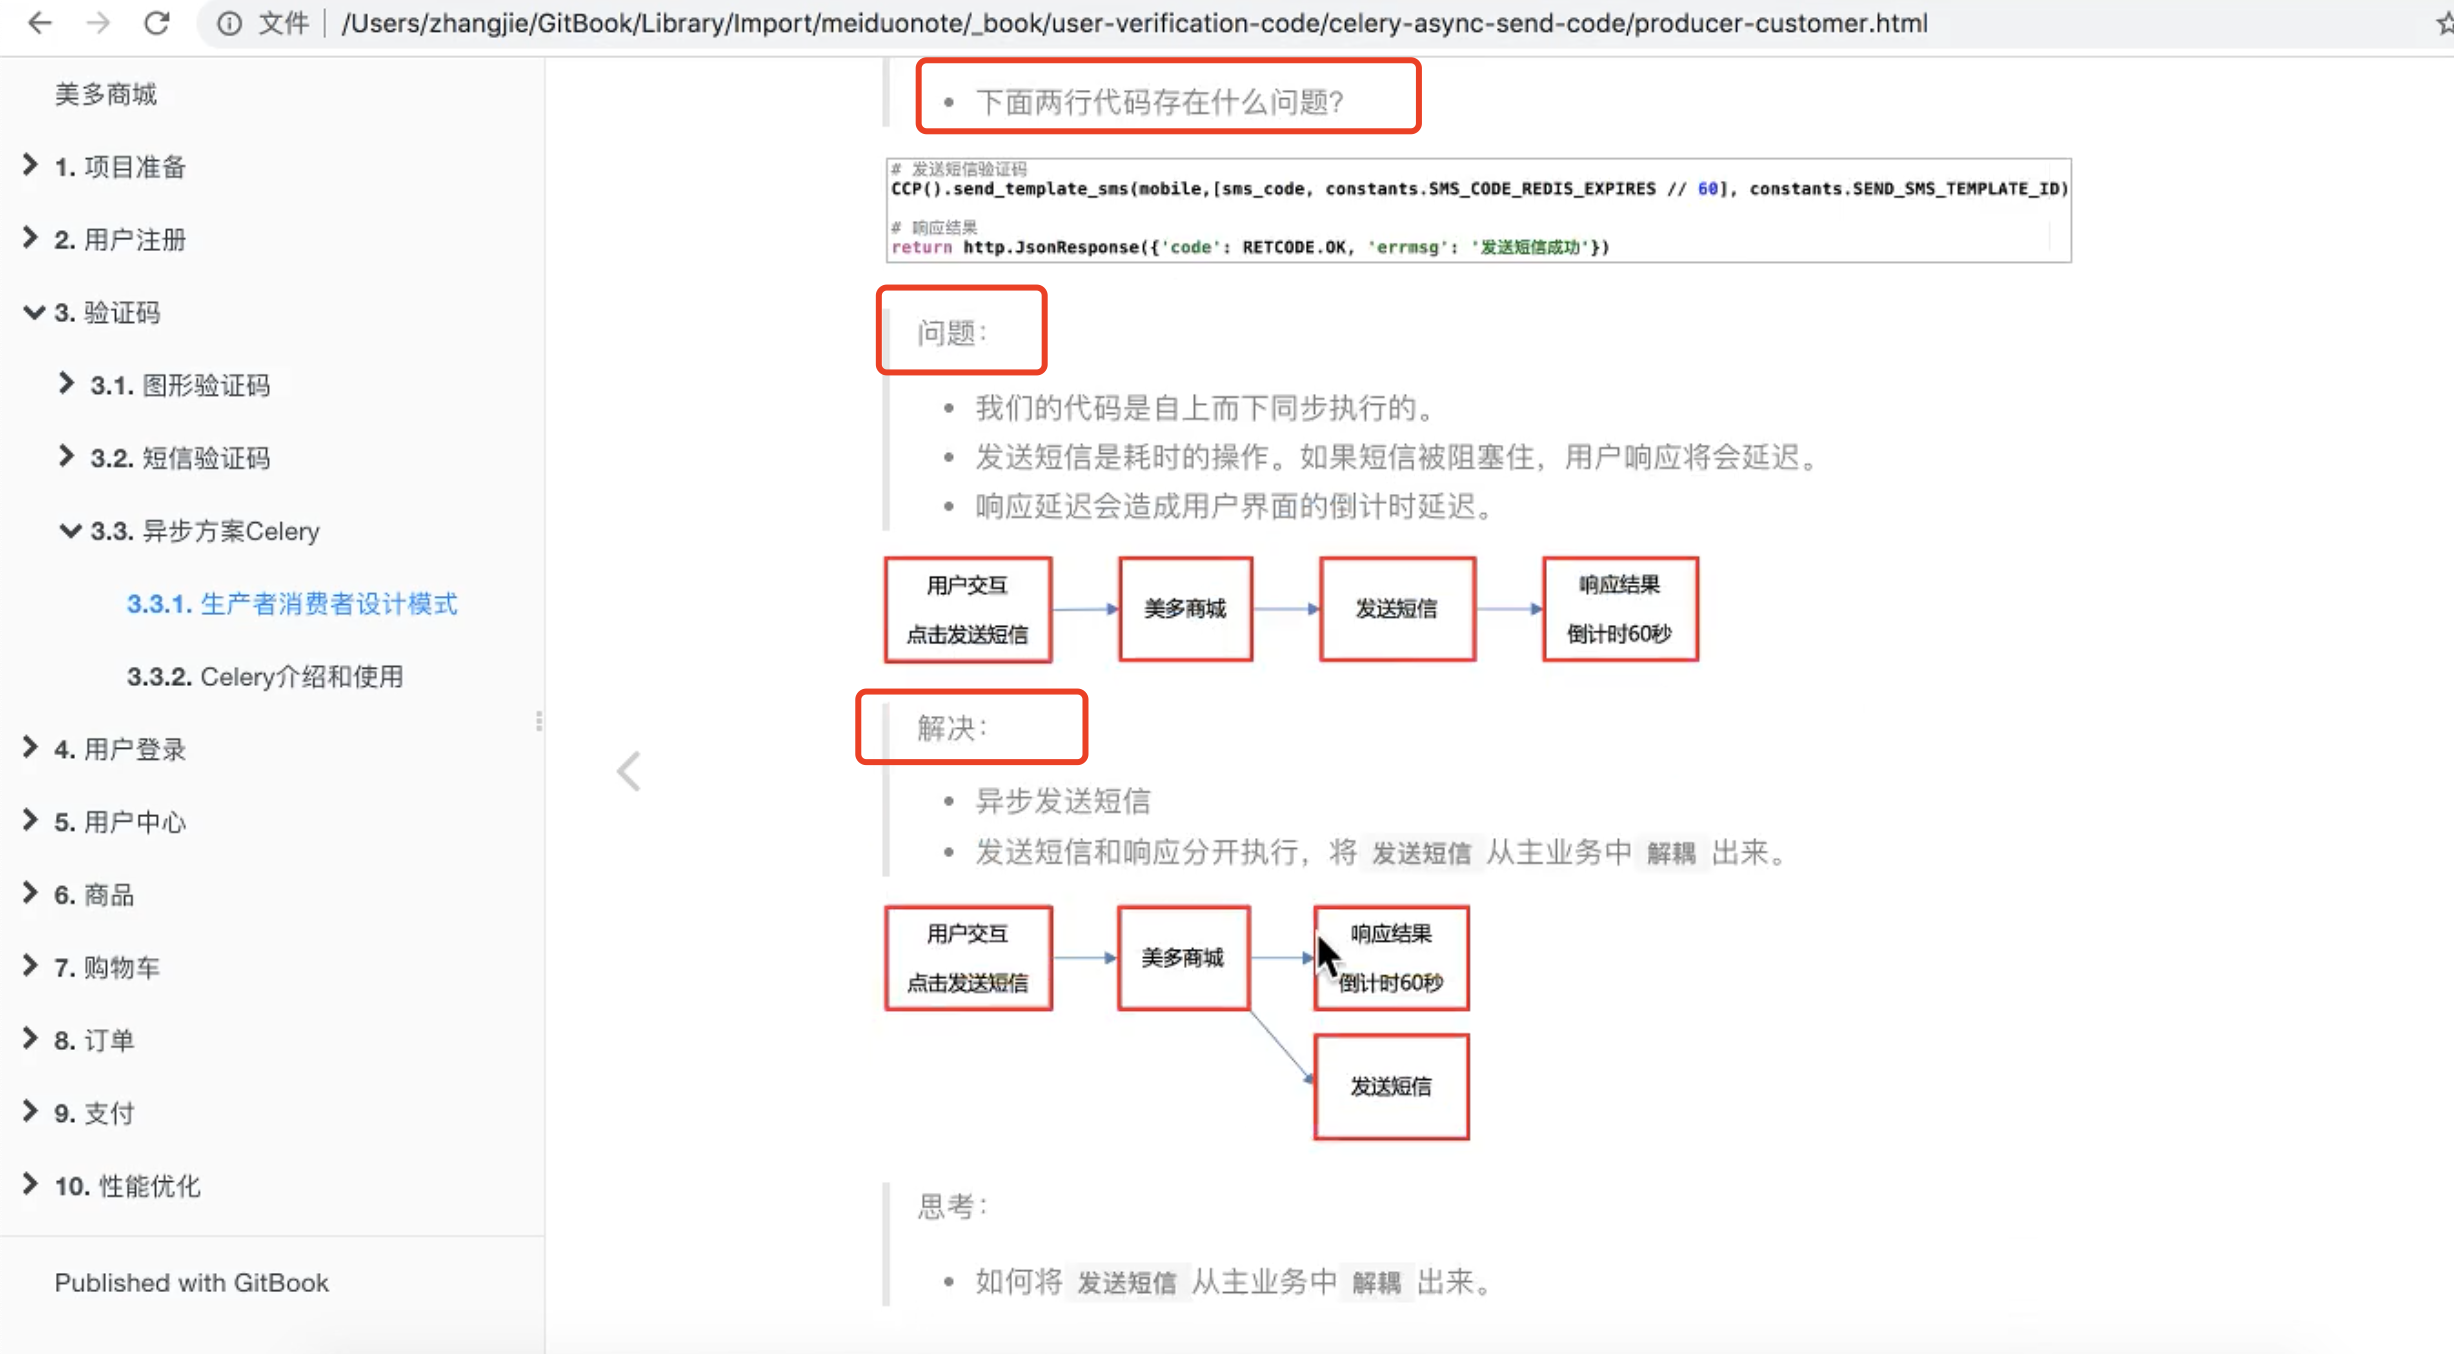 文件 | /Users/zhangjie/GitBook/Library/Import/meiduonote/_book/user-verification-code/celery-async-send-code/producer-customer.html
美多商城
1. 项目准备
2. 用户注册
3. 验证码
3.1. 图形验证码
3.2. 短信验证码
3.3. 异步方案Celery
3.3.1. 生产者消费者设计模式
3.3.2. Celery介绍和使用
4. 用户登录
5. 用户中心
6. 商品
7. 购物车
8. 订单
9. 支付
10. 性能优化
Published with GitBook
• 下面两行代码存在什么问题?
# 发送短信验证码
CCP().send_template_sms(mobile,[sms_code, constants.SMS_CODE_REDIS_EXPIRES // 60], constants.SEND_SMS_TEMPLATE_ID)
# 响应结果
return http.JsonResponse({'code': RETCODE.OK, 'errmsg': '发送短信成功'})
问题：
• 我们的代码是自上而下同步执行的。
• 发送短信是耗时的操作。如果短信被阻塞住，用户响应将会延迟。
• 响应延迟会造成用户界面的倒计时延迟。
用户交互
点击发送短信
美多商城
发送短信
响应结果
倒计时60秒
解决：
• 异步发送短信
• 发送短信和响应分开执行，将 发送短信 从主业务中 解耦 出来。
用户交互
点击发送短信
美多商城
响应结果
倒计时60秒
发送短信
思考：
• 如何将 发送短信 从主业务中 解耦 出来。